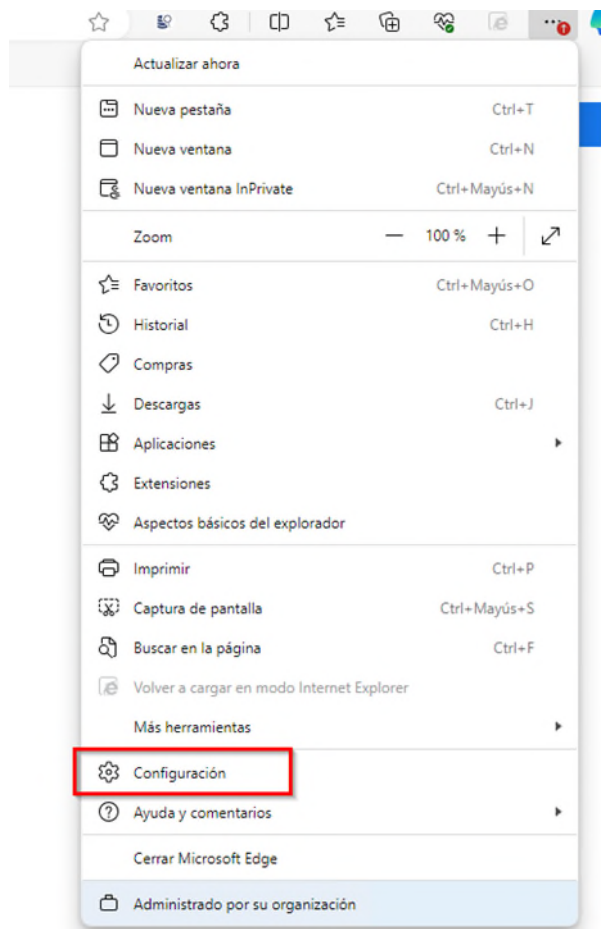 Actualizar ahora
Nueva pestaña Ctrl+T
Nueva ventana Ctrl+N
Nueva ventana InPrivate Ctrl+Mayús+N
Zoom — 100 % +
Favoritos Ctrl+Mayús+O
Historial Ctrl+H
Compras
Descargas Ctrl+J
Aplicaciones
Extensiones
Aspectos básicos del explorador
Imprimir Ctrl+P
Captura de pantalla Ctrl+Mayús+S
Buscar en la página Ctrl+F
Volver a cargar en modo Internet Explorer
Más herramientas
Configuración
Ayuda y comentarios
Cerrar Microsoft Edge
Administrado por su organización